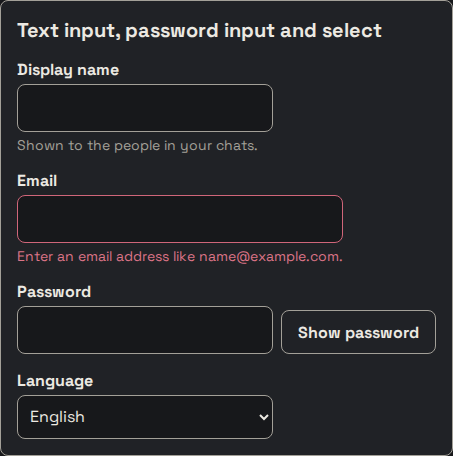 Text input, password input and select
Display name
Shown to the people in your chats.
Email
Enter an email address like name@example.com.
Password
Show password
Language
English